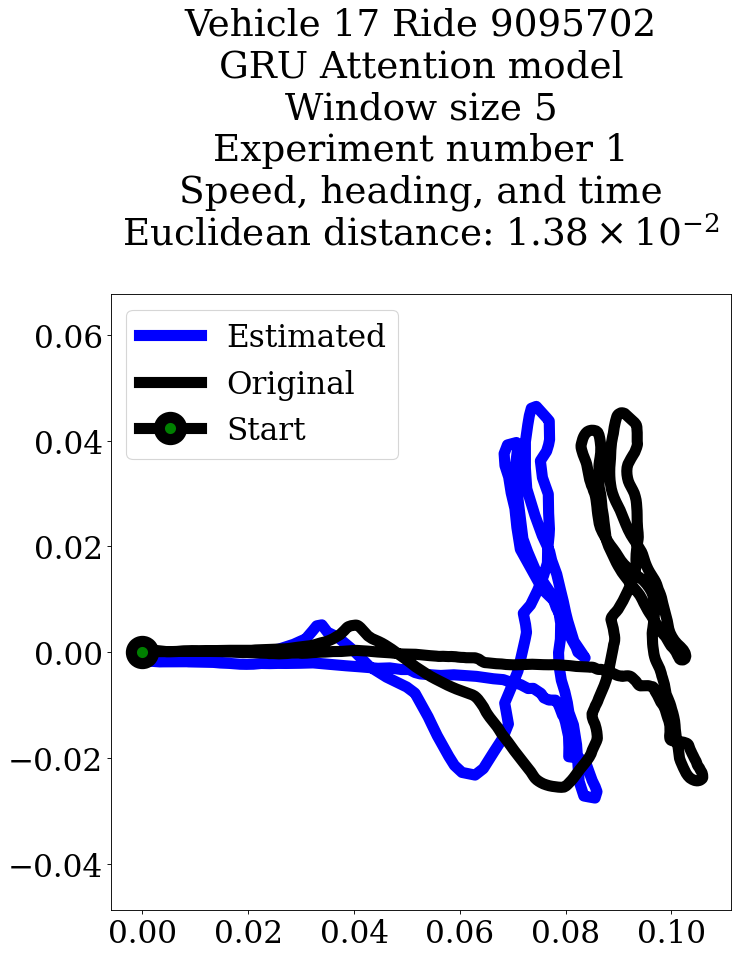 Vehicle 17 Ride 9095702
GRU Attention model
Window size 5
Experiment number 1
Speed, heading, and time
Euclidean distance: 1.38 × 10⁻²
Estimated
Original
Start
0.06
0.04
0.02
0.00
−0.02
−0.04
0.00 0.02 0.04 0.06 0.08 0.10